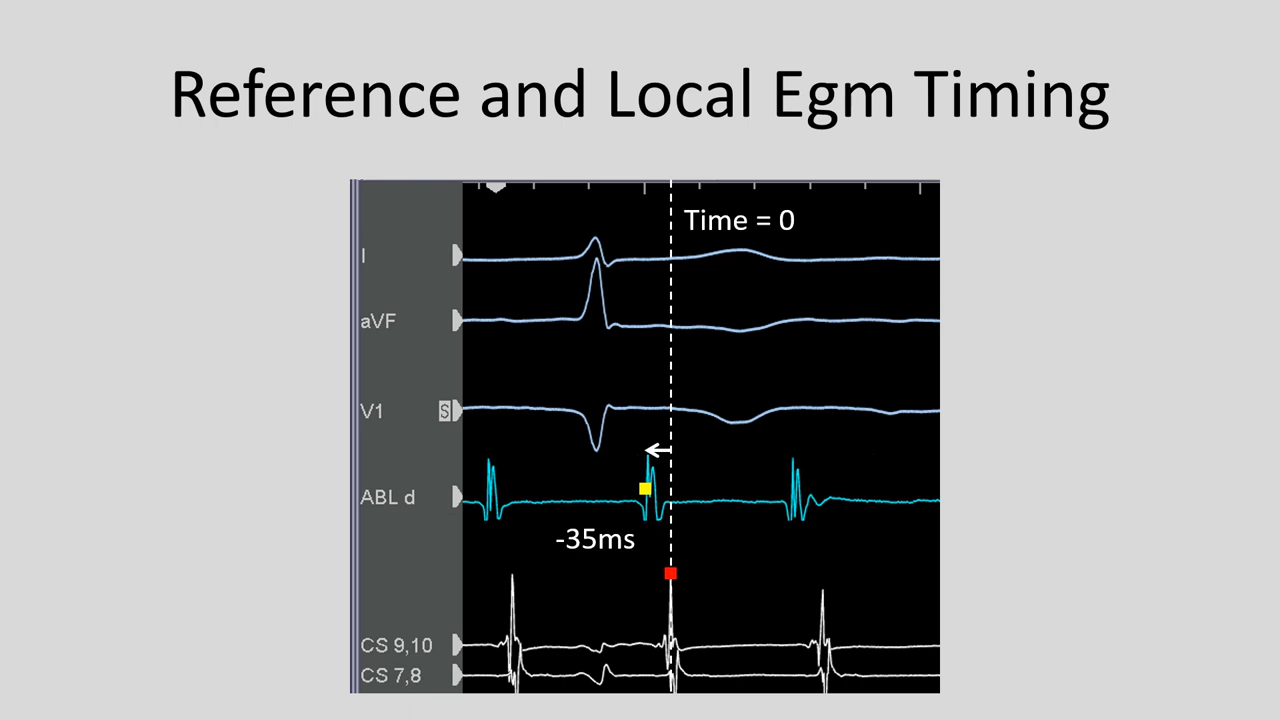 Reference and Local Egm Timing
Time = 0
I
aVF
V1 S
ABL d
-35ms
CS 9,10
CS 7,8